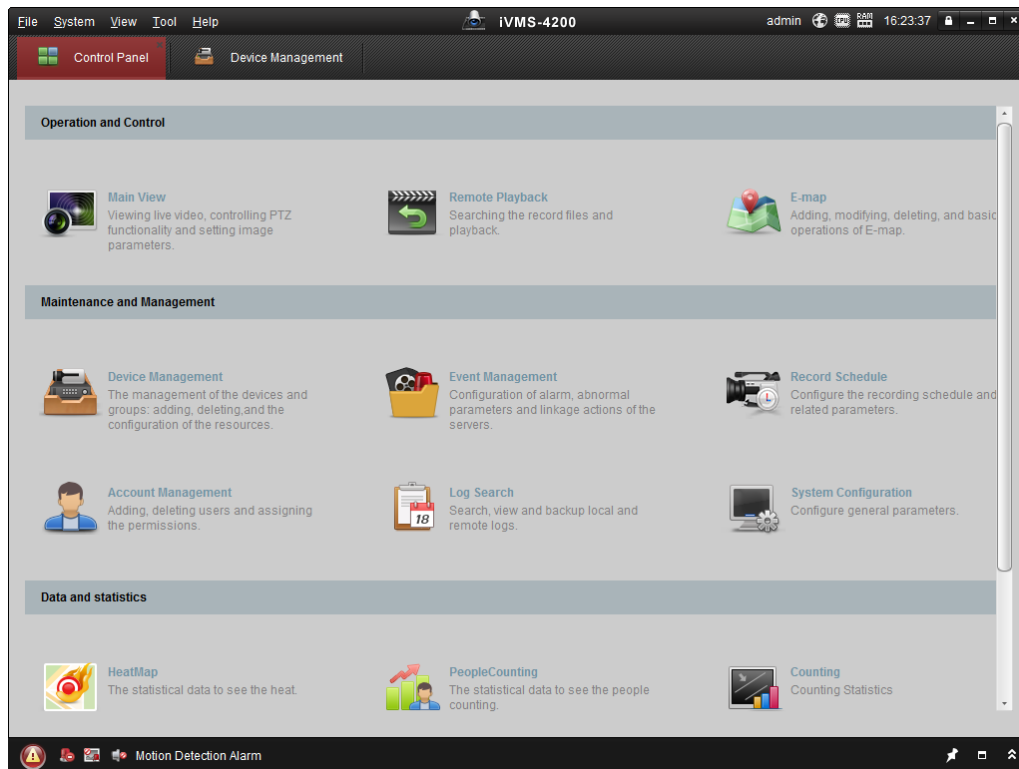 File System View Tool Help iVMS-4200 admin CPU RAM 16:23:37
Control Panel Device Management
Operation and Control
Main View
Viewing live video, controlling PTZ
functionality and setting image
parameters.
Remote Playback
Searching the record files and
playback.
E-map
Adding, modifying, deleting, and basic
operations of E-map.
Maintenance and Management
Device Management
The management of the devices and
groups: adding, deleting,and the
configuration of the resources.
Event Management
Configuration of alarm, abnormal
parameters and linkage actions of the
servers.
Record Schedule
Configure the recording schedule and
related parameters.
Account Management
Adding, deleting users and assigning
the permissions.
18
Log Search
Search, view and backup local and
remote logs.
System Configuration
Configure general parameters.
Data and statistics
HeatMap
The statistical data to see the heat.
PeopleCounting
The statistical data to see the people
counting.
Counting
Counting Statistics
Motion Detection Alarm